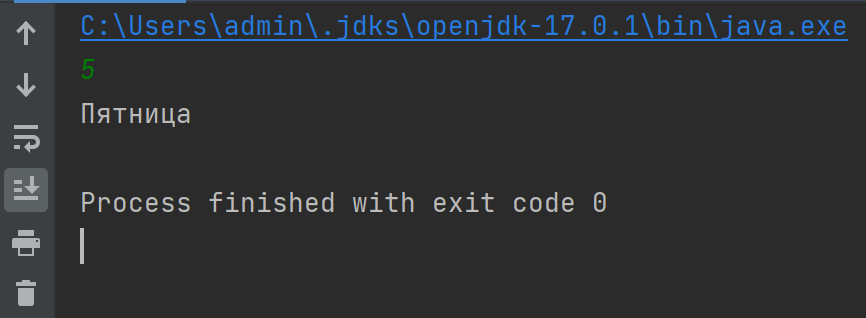 C:\Users\admin\.jdks\openjdk-17.0.1\bin\java.exe
5
Пятница
Process finished with exit code 0